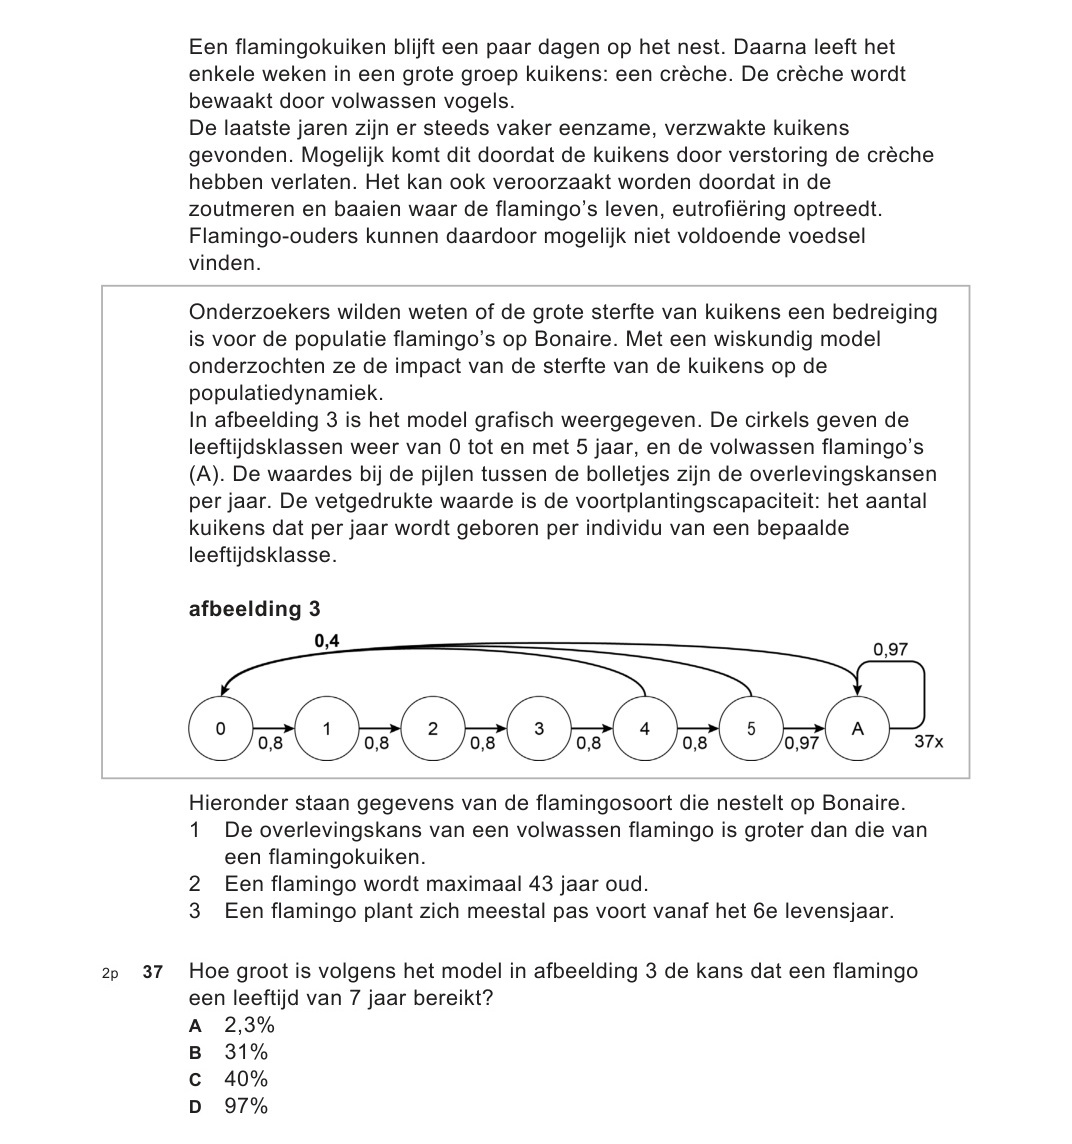 Een flamingokuiken blijft een paar dagen op het nest. Daarna leeft het
enkele weken in een grote groep kuikens: een crèche. De crèche wordt
bewaakt door volwassen vogels.
De laatste jaren zijn er steeds vaker eenzame, verzwakte kuikens
gevonden. Mogelijk komt dit doordat de kuikens door verstoring de crèche
hebben verlaten. Het kan ook veroorzaakt worden doordat in de
zoutmeren en baaien waar de flamingo's leven, eutrofiëring optreedt.
Flamingo-ouders kunnen daardoor mogelijk niet voldoende voedsel
vinden.
Onderzoekers wilden weten of de grote sterfte van kuikens een bedreiging
is voor de populatie flamingo's op Bonaire. Met een wiskundig model
onderzochten ze de impact van de sterfte van de kuikens op de
populatiedynamiek.
In afbeelding 3 is het model grafisch weergegeven. De cirkels geven de
leeftijdsklassen weer van 0 tot en met 5 jaar, en de volwassen flamingo's
(A). De waardes bij de pijlen tussen de bolletjes zijn de overlevingskansen
per jaar. De vetgedrukte waarde is de voortplantingscapaciteit: het aantal
kuikens dat per jaar wordt geboren per individu van een bepaalde
leeftijdsklasse.
afbeelding 3
0,4
0,97
0 1 2 3 4 5 A
0,8 0,8 0,8 0,8 0,8 0,97 37x
Hieronder staan gegevens van de flamingosoort die nestelt op Bonaire.
1 De overlevingskans van een volwassen flamingo is groter dan die van
een flamingokuiken.
2 Een flamingo wordt maximaal 43 jaar oud.
3 Een flamingo plant zich meestal pas voort vanaf het 6e levensjaar.
2p 37 Hoe groot is volgens het model in afbeelding 3 de kans dat een flamingo
een leeftijd van 7 jaar bereikt?
A 2,3%
B 31%
C 40%
D 97%